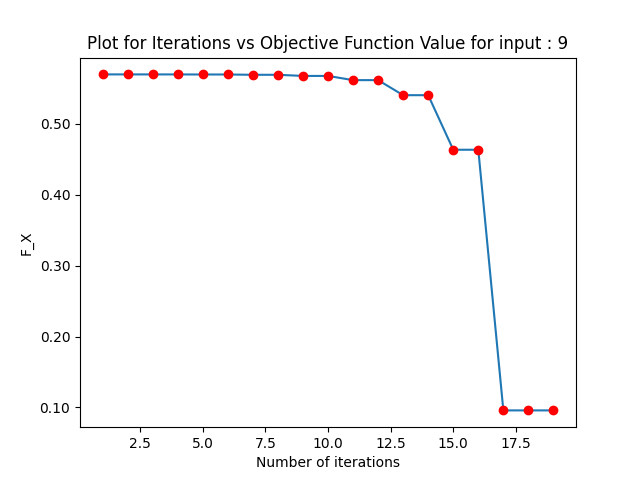 Plot for Iterations vs Objective Function Value for input : 9
F_X
0.50
0.40
0.30
0.20
0.10
2.5 5.0 7.5 10.0 12.5 15.0 17.5
Number of iterations